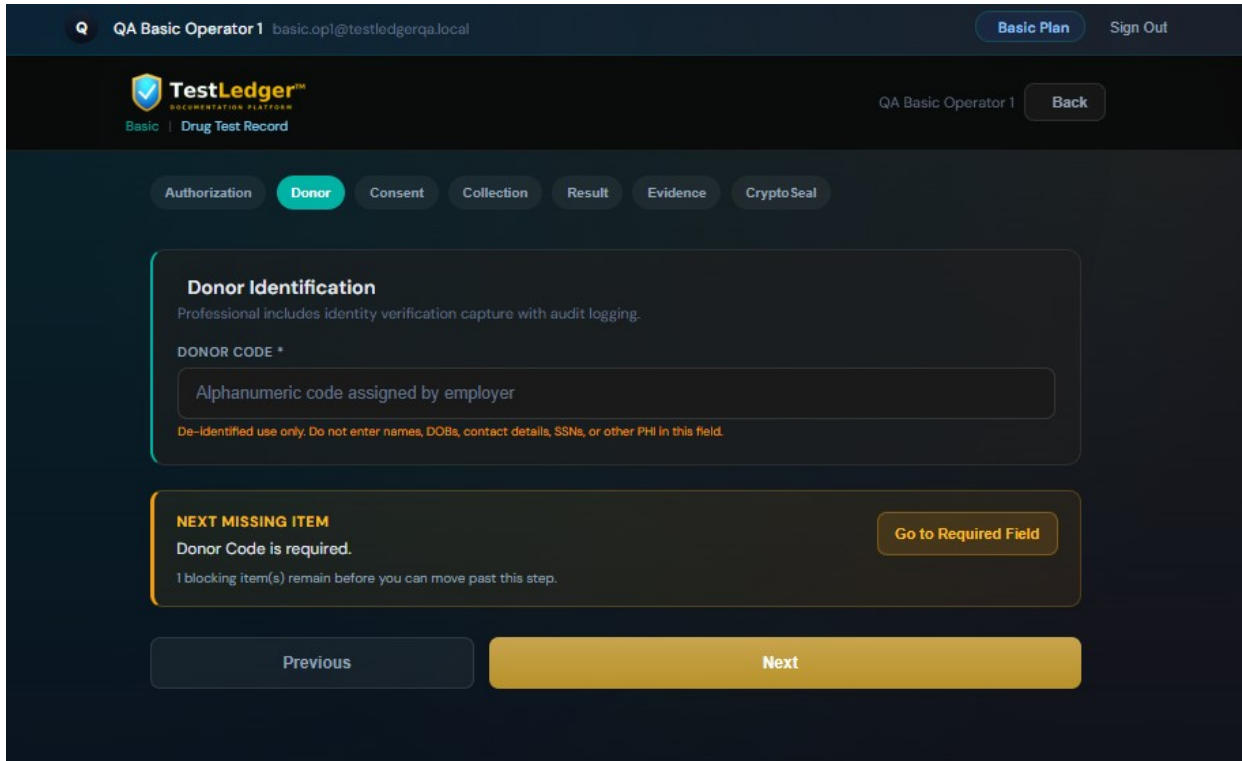 Q QA Basic Operator 1 basic.op1@testledgerqa.local Basic Plan Sign Out
TestLedger™
DOCUMENTATION PLATFORM
Basic | Drug Test Record
QA Basic Operator 1 Back
Authorization Donor Consent Collection Result Evidence CryptoSeal
Donor Identification
Professional includes identity verification capture with audit logging.
DONOR CODE *
Alphanumeric code assigned by employer
De-identified use only. Do not enter names, DOBs, contact details, SSNs, or other PHI in this field.
NEXT MISSING ITEM
Donor Code is required.
1 blocking item(s) remain before you can move past this step.
Go to Required Field
Previous Next